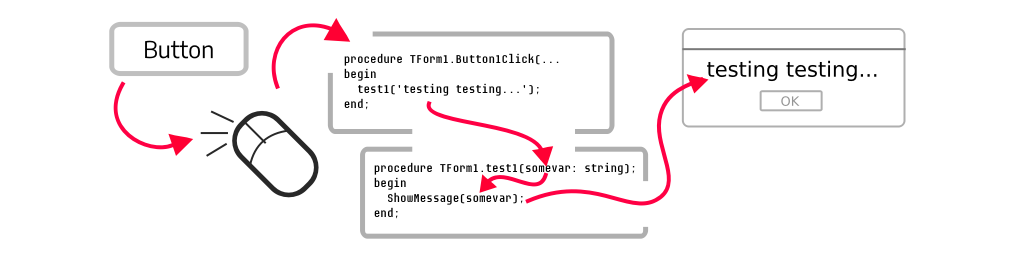 Button
procedure TForm1.Button1Click(...
begin
  test1('testing testing...');
end;
procedure TForm1.test1(somevar: string);
begin
  ShowMessage(somevar);
end;
testing testing...
OK